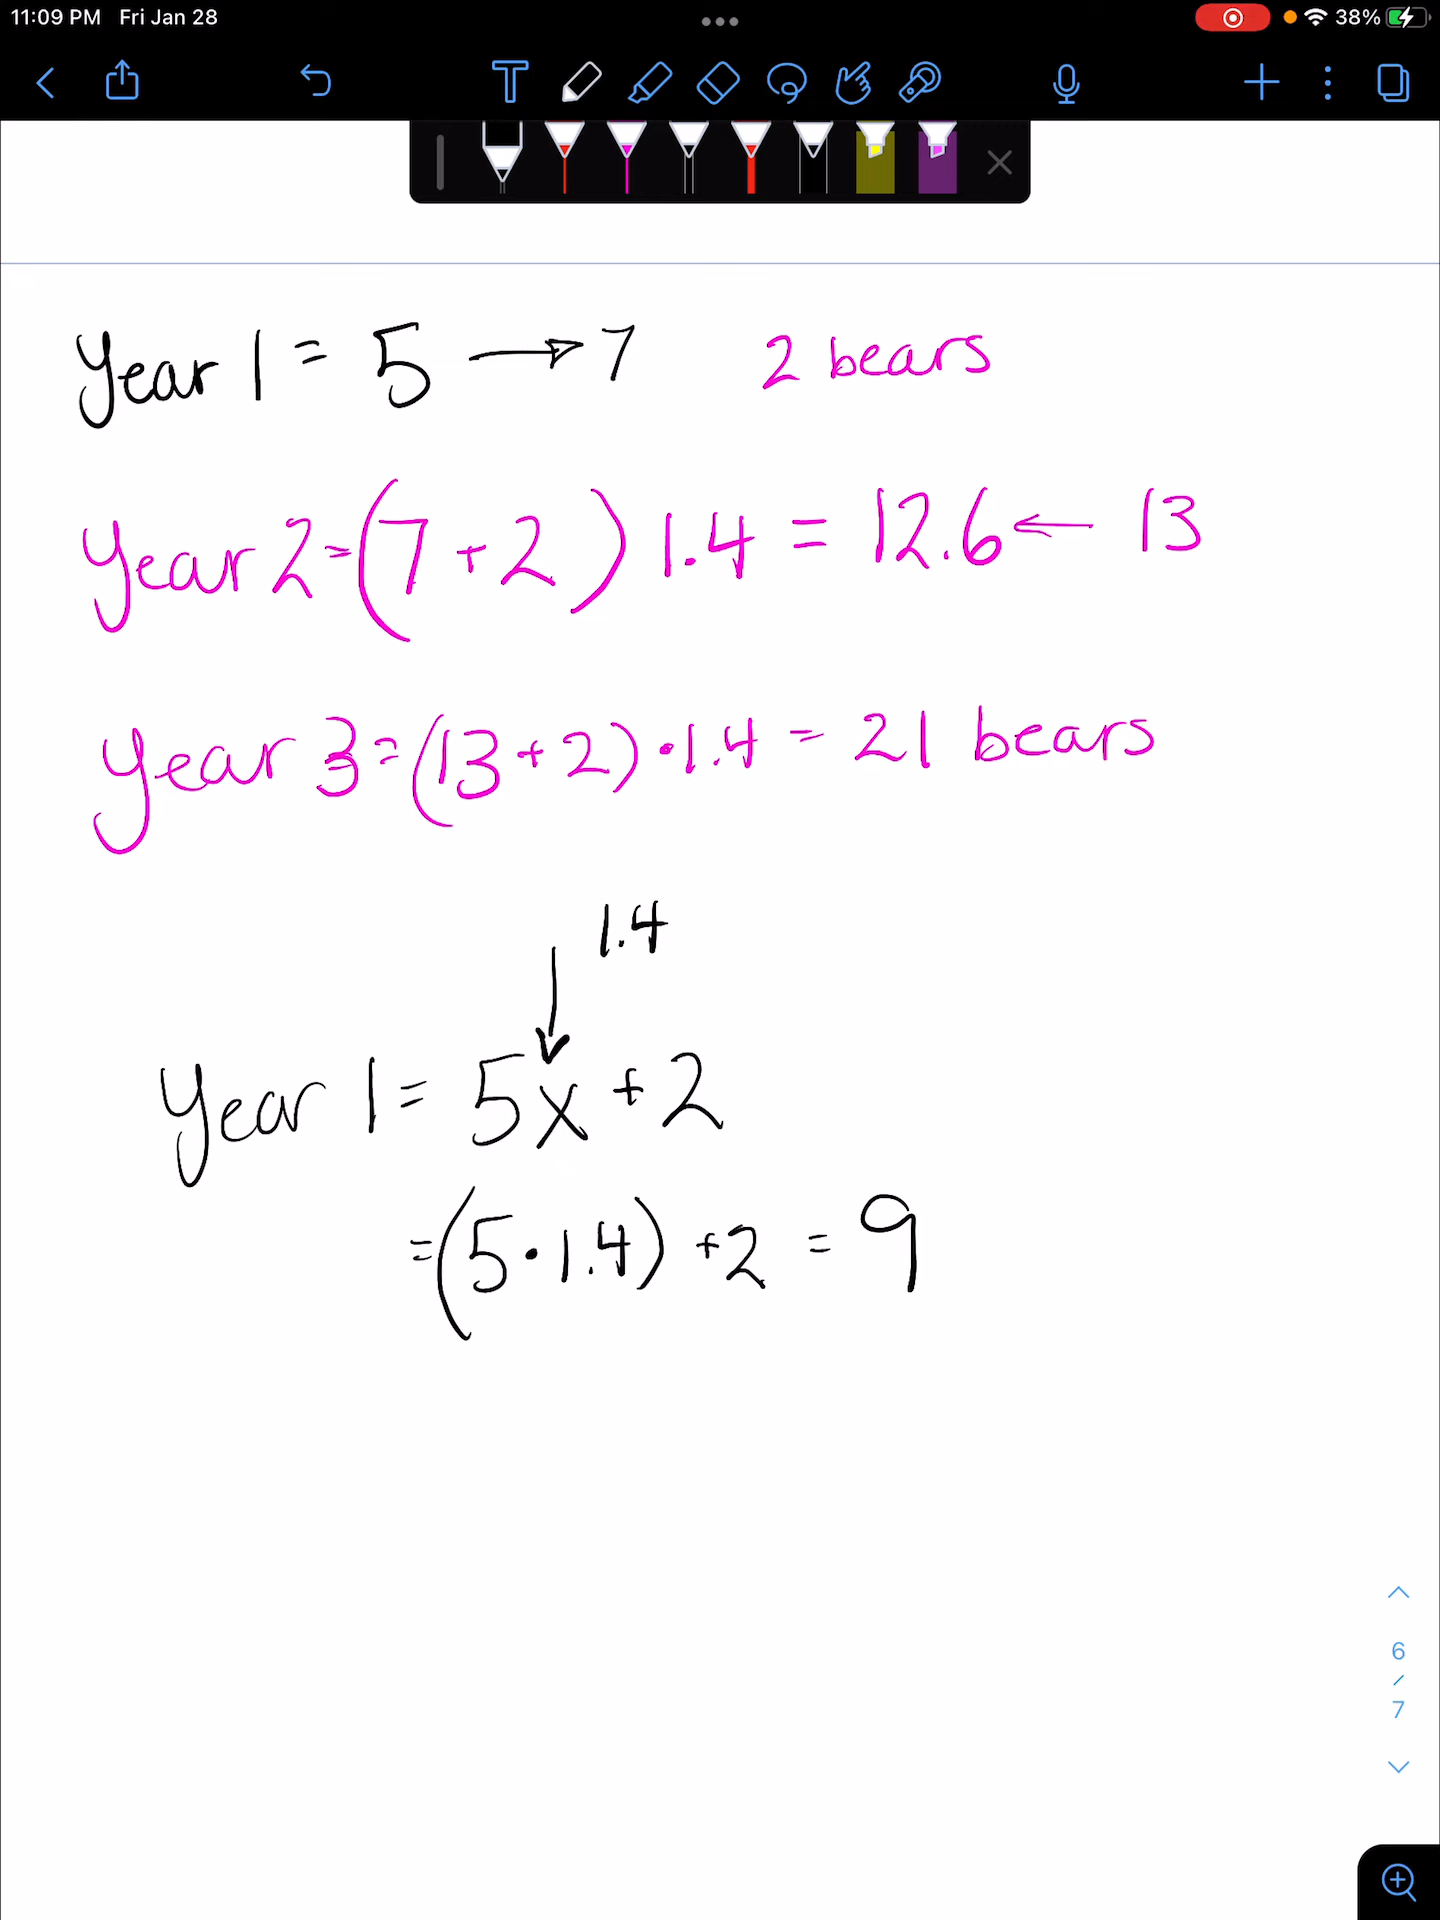 11:09 PM Fri Jan 28 38%
T
Year 1 = 5 → 7 2 bears
Year 2 = (7 + 2) 1.4 = 12.6 ← 13
Year 3 = (13 + 2) · 1.4 = 21 bears
1.4
↓
Year 1 = 5x + 2
= (5 · 1.4) + 2 = 9
6
/
7